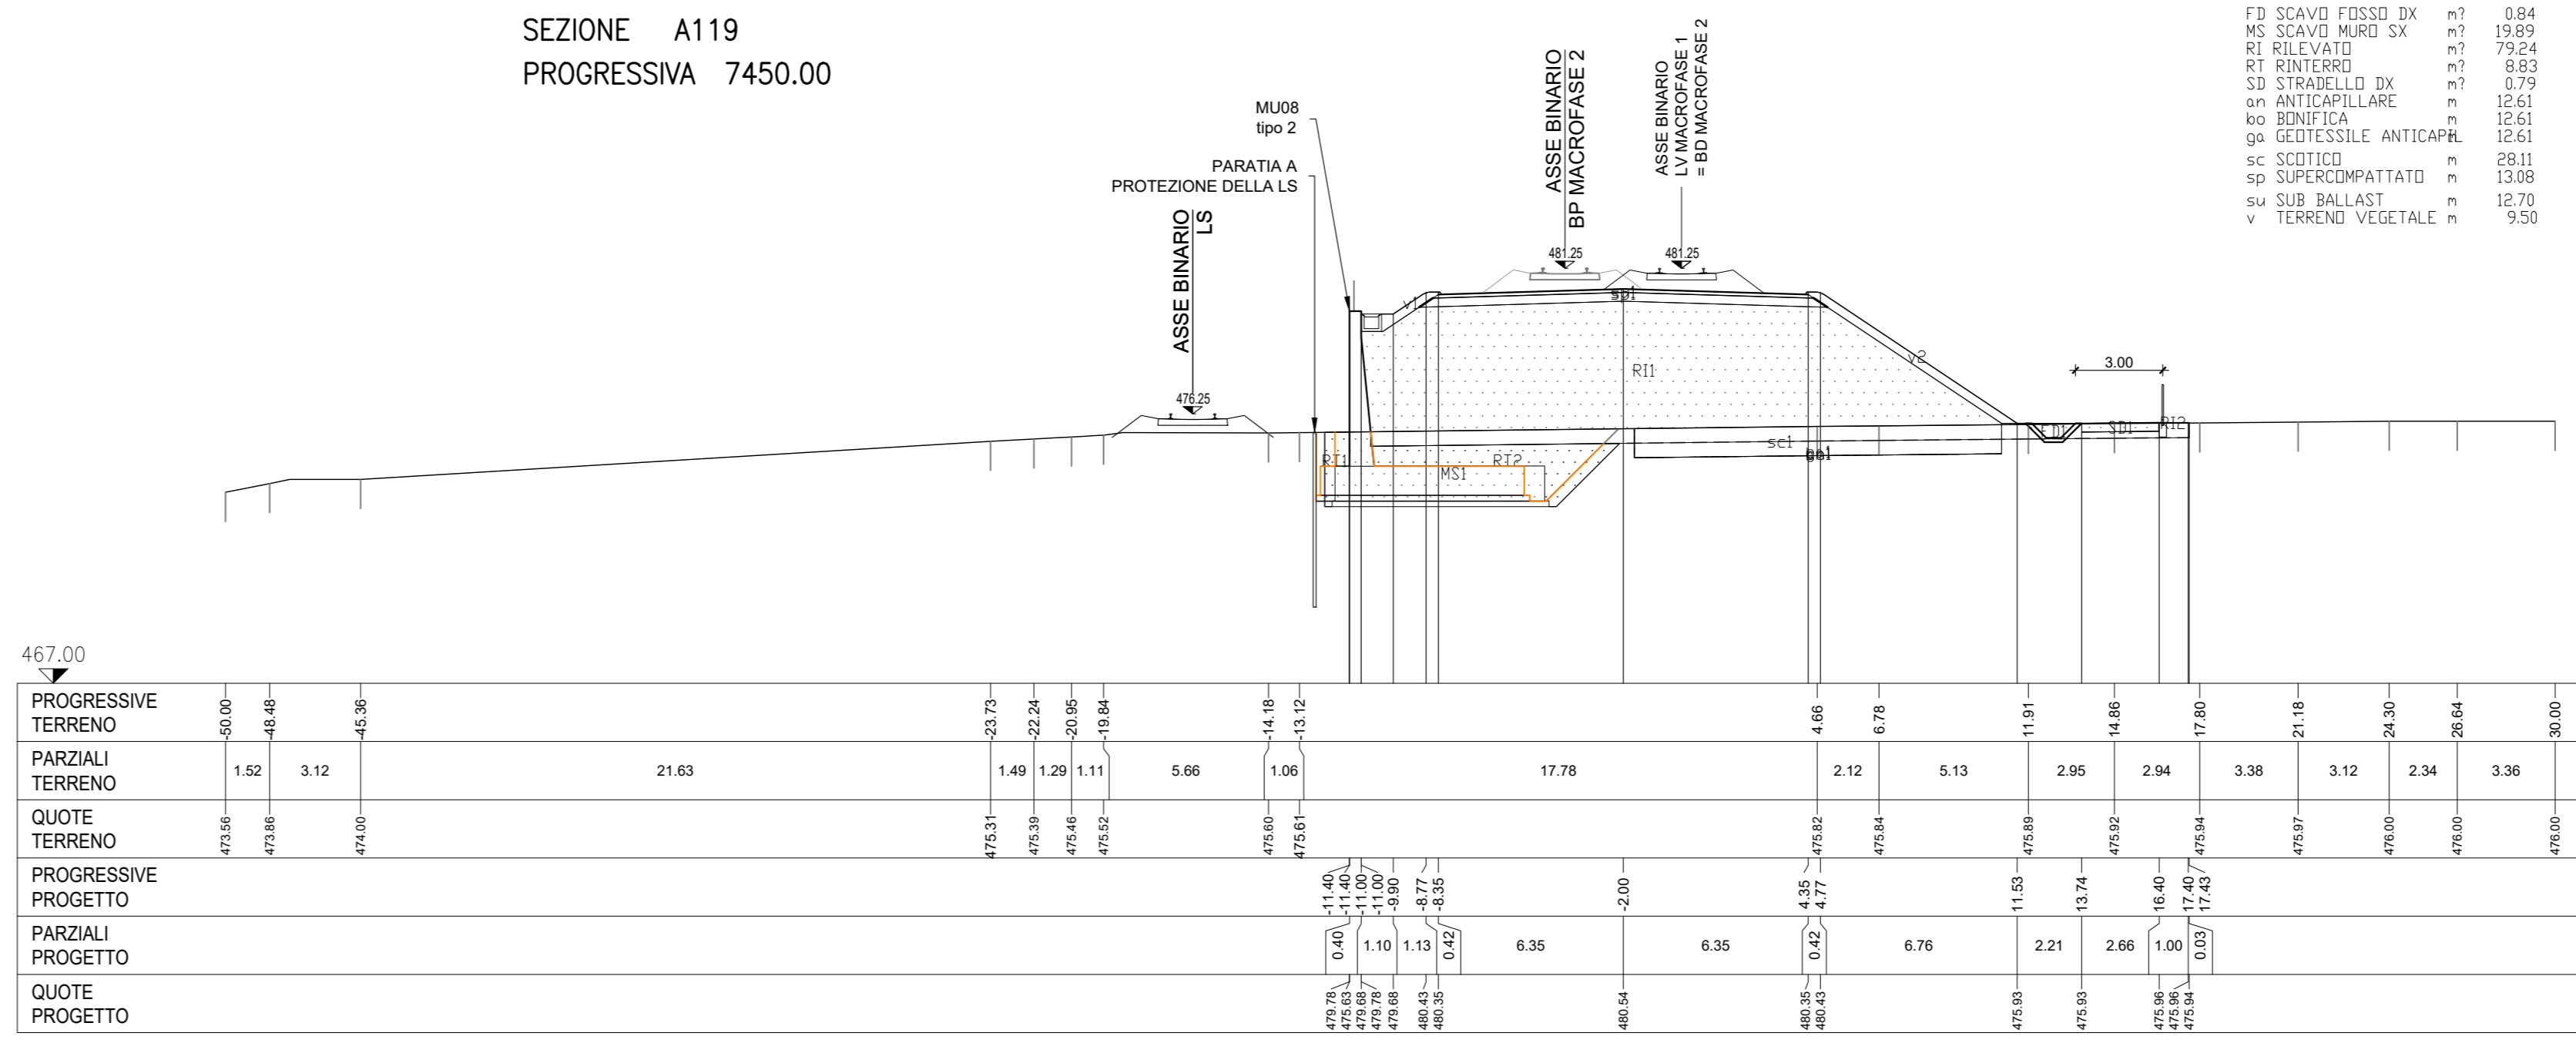 SEZIONE A119
PROGRESSIVA 7450.00
FD SCAVO FOSSO DX m? 0.84
MS SCAVO MURO SX m? 19.89
RI RILEVATO m? 79.24
RT RINTERRO m? 8.83
SD STRADELLO DX m? 0.79
an ANTICAPILLARE m 12.61
bo BONIFICA m 12.61
ga GEOTESSILE ANTICAPIL 12.61
sc SCOTICO m 28.11
sp SUPERCOMPATTATO m 13.08
su SUB BALLAST m 12.70
v TERRENO VEGETALE m 9.50
MU08
tipo 2
PARATIA A
PROTEZIONE DELLA LS
ASSE BINARIO
LS
ASSE BINARIO
BP MACROFASE 2
ASSE BINARIO
LV MACROFASE 1
= BD MACROFASE 2
481.25
481.25
476.25
v1
RI1
v2
3.00
FD1
SD1
RI2
sc1
RT1
RT2
MS1
467.00
PROGRESSIVE
TERRENO
-50.00 -48.48 -45.36 -23.73 -22.24 -20.95 -19.84 -14.18 -13.12 4.66 6.78 11.91 14.86 17.80 21.18 24.30 26.64 30.00
PARZIALI
TERRENO
1.52 3.12 21.63 1.49 1.29 1.11 5.66 1.06 17.78 2.12 5.13 2.95 2.94 3.38 3.12 2.34 3.36
QUOTE
TERRENO
473.56 473.86 474.00 475.31 475.39 475.46 475.52 475.60 475.61 475.82 475.84 475.89 475.92 475.94 475.97 476.00 476.00 476.00
PROGRESSIVE
PROGETTO
-11.40 -11.40 -11.00 -11.00 -9.90 -8.77 -8.35 -2.00 4.35 4.77 11.53 13.74 16.40 17.40 17.43
PARZIALI
PROGETTO
0.40 1.10 1.13 0.42 6.35 6.35 0.42 6.76 2.21 2.66 1.00 0.03
QUOTE
PROGETTO
479.78 475.63 479.68 479.78 479.68 480.43 480.35 480.54 480.35 480.43 475.93 475.93 475.96 475.96 475.94